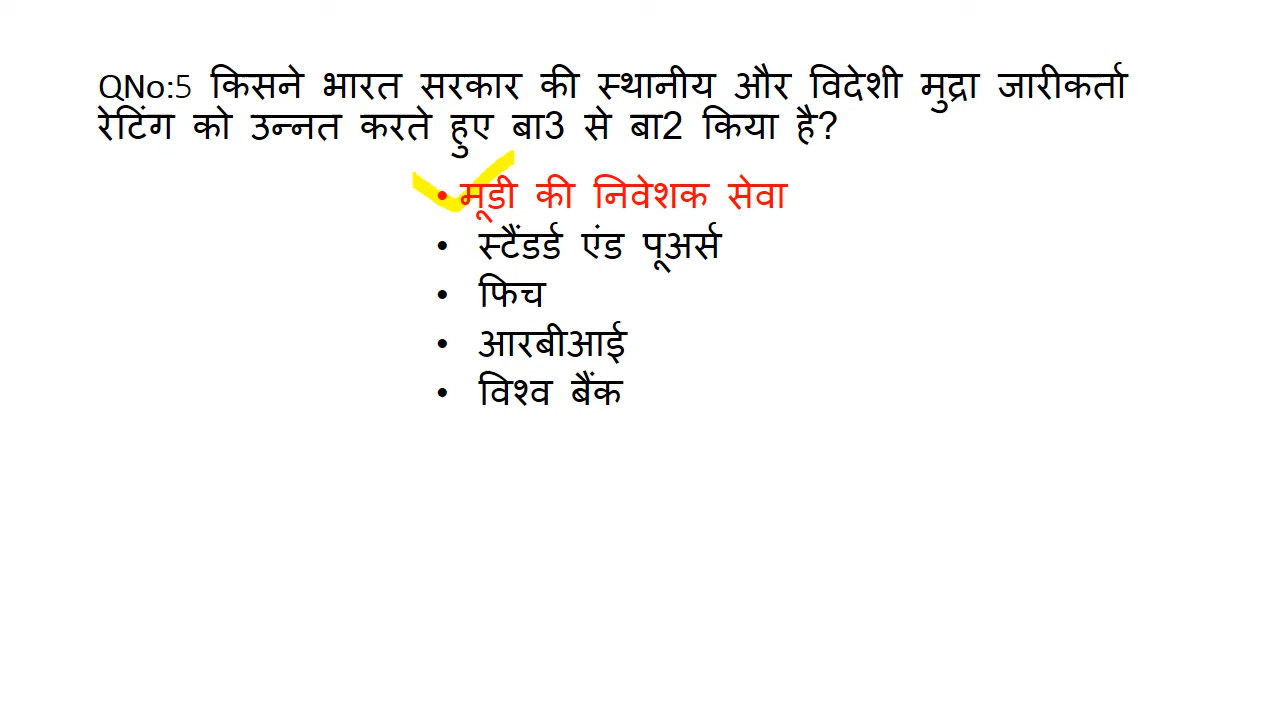 QNo:5 किसने भारत सरकार की स्थानीय और विदेशी मुद्रा जारीकर्ता
रेटिंग को उन्नत करते हुए बा3 से बा2 किया है?
• मूडी की निवेशक सेवा
• स्टैंडर्ड एंड पूअर्स
• फिच
• आरबीआई
• विश्व बैंक